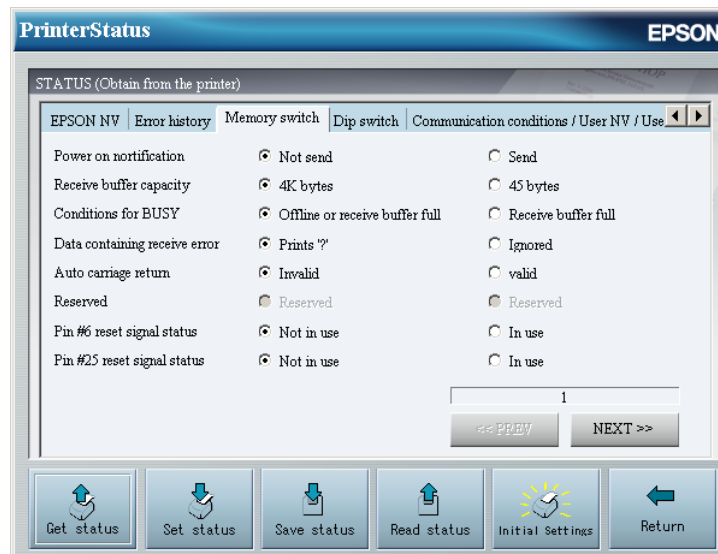 PrinterStatus
EPSON
STATUS (Obtain from the printer)
EPSON NV Error history Memory switch Dip switch Communication conditions / User NV / Use
Power on nortification Not send Send
Receive buffer capacity 4K bytes 45 bytes
Conditions for BUSY Offline or receive buffer full Receive buffer full
Data containing receive error Prints '?' Ignored
Auto carriage return Invalid valid
Reserved Reserved Reserved
Pin #6 reset signal status Not in use In use
Pin #25 reset signal status Not in use In use
1
<< PREV NEXT >>
Get status Set status Save status Read status Initial Settings Return